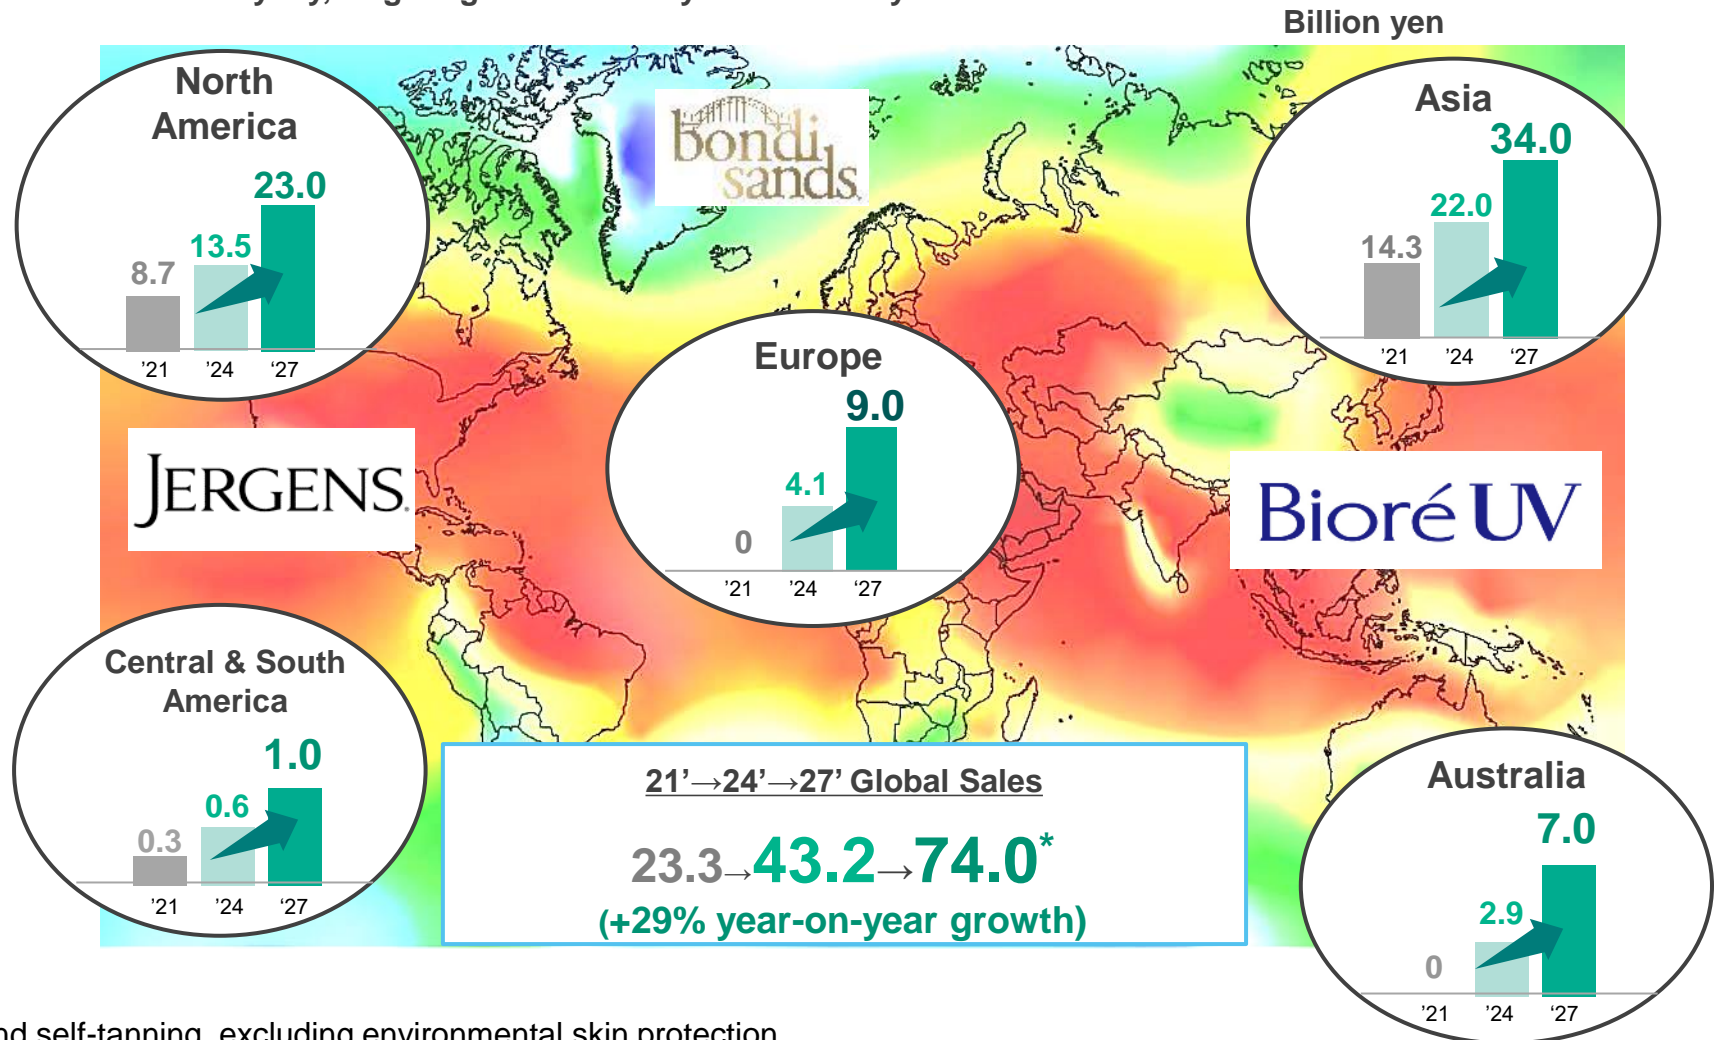 Billion yen
North
America
23.0
13.5
8.7
'21 '24 '27
bondi
sands
Asia
34.0
22.0
14.3
'21 '24 '27
Europe
9.0
4.1
0
'21 '24 '27
JERGENS
Bioré UV
Central & South
America
1.0
0.6
0.3
'21 '24 '27
21'→24'→27' Global Sales
23.3→43.2→74.0*
(+29% year-on-year growth)
Australia
7.0
2.9
0
'21 '24 '27
self-tanning, excluding environmental skin protection